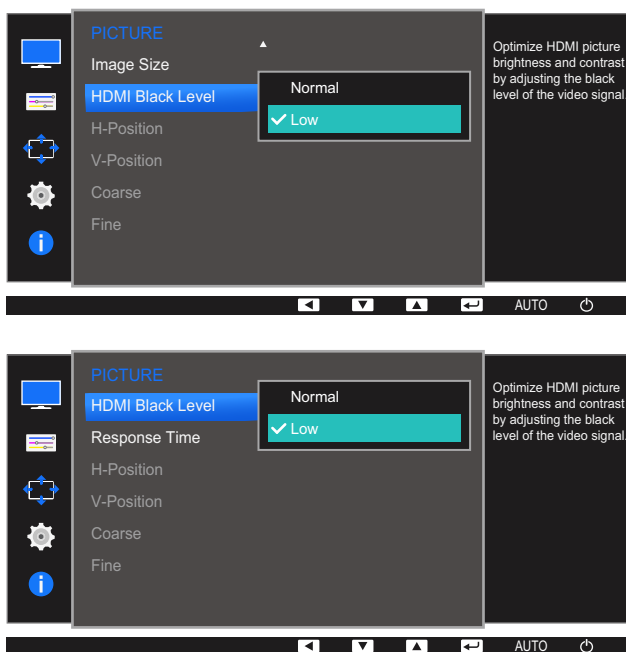 PICTURE
Image Size
HDMI Black Level
H-Position
V-Position
Coarse
Fine
Normal
Low
Optimize HDMI picture
brightness and contrast
by adjusting the black
level of the video signal.
AUTO
PICTURE
HDMI Black Level
Response Time
H-Position
V-Position
Coarse
Fine
Normal
Low
Optimize HDMI picture
brightness and contrast
by adjusting the black
level of the video signal.
AUTO